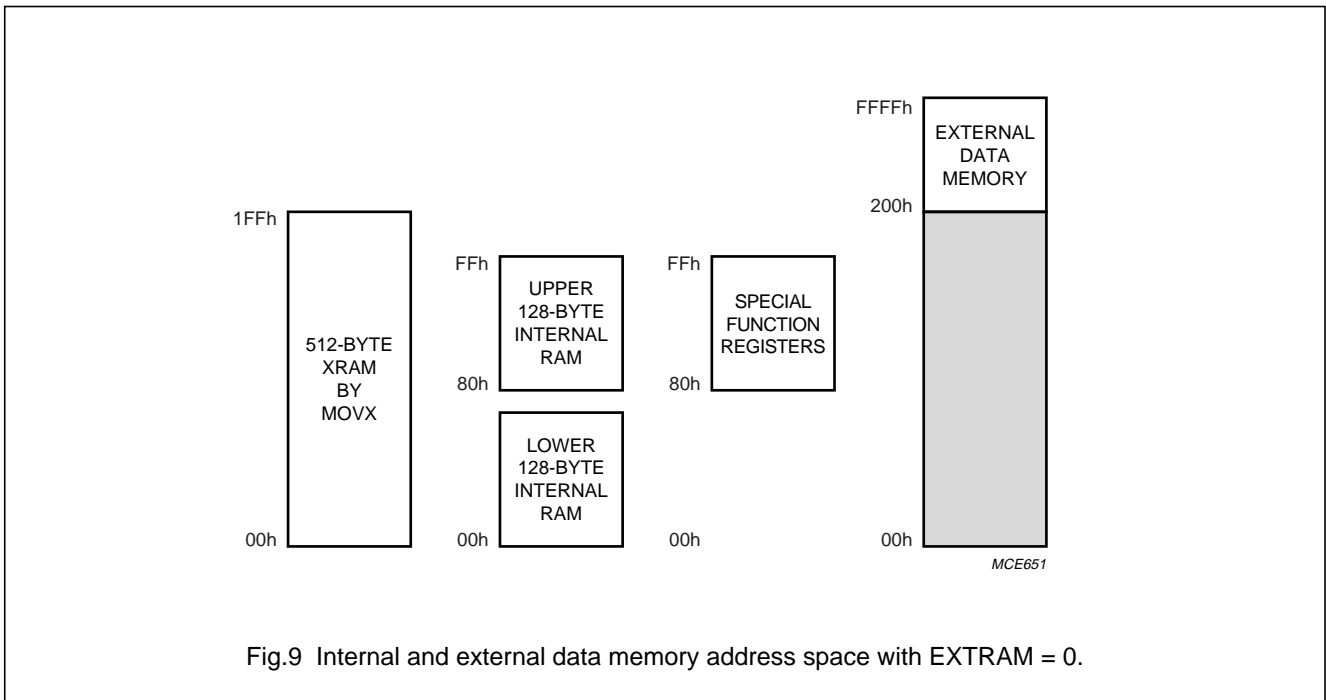 1FFh
512-BYTE
XRAM
BY
MOVX
00h
FFh
UPPER
128-BYTE
INTERNAL
RAM
80h
LOWER
128-BYTE
INTERNAL
RAM
00h
FFh
SPECIAL
FUNCTION
REGISTERS
80h
00h
FFFFh
EXTERNAL
DATA
MEMORY
200h
00h
MCE651
Fig.9 Internal and external data memory address space with EXTRAM = 0.